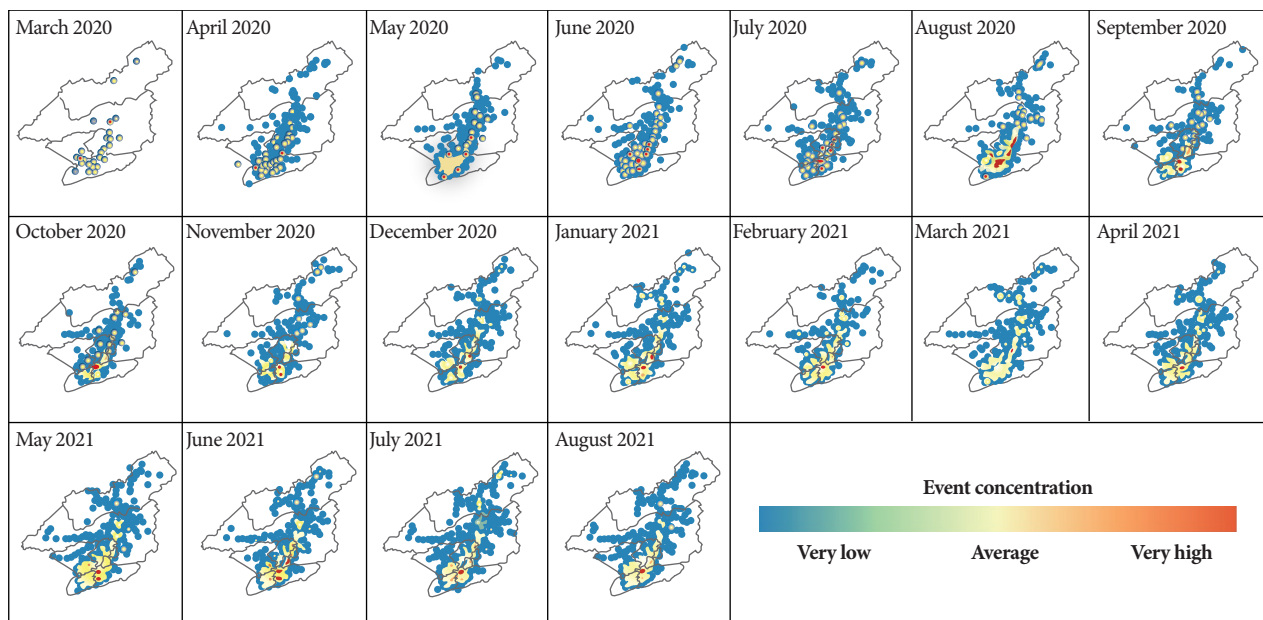 March 2020
April 2020
May 2020
June 2020
July 2020
August 2020
September 2020
October 2020
November 2020
December 2020
January 2021
February 2021
March 2021
April 2021
May 2021
June 2021
July 2021
August 2021
Event concentration
Very low
Average
Very high